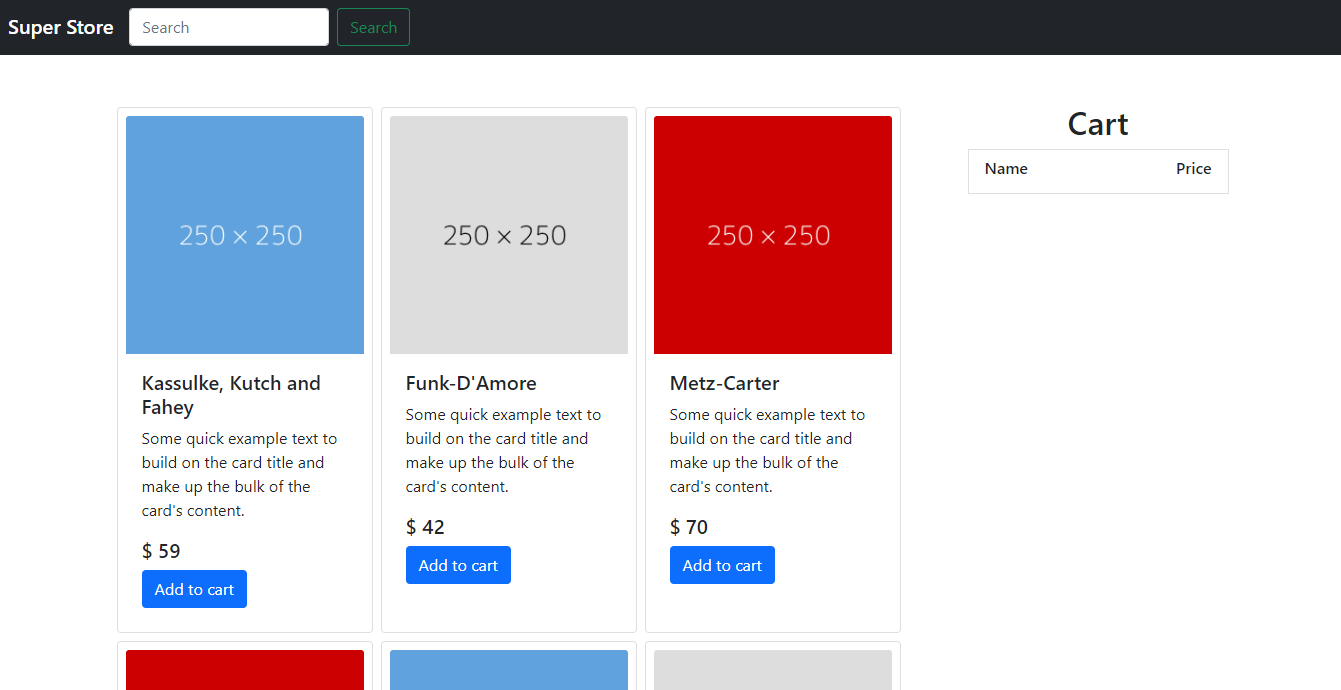 Super Store Search Search
250 × 250 250 × 250 250 × 250
Kassulke, Kutch and
Fahey
Some quick example text to
build on the card title and
make up the bulk of the
card's content.
$ 59
Add to cart
Funk-D'Amore
Some quick example text to
build on the card title and
make up the bulk of the
card's content.
$ 42
Add to cart
Metz-Carter
Some quick example text to
build on the card title and
make up the bulk of the
card's content.
$ 70
Add to cart
Cart
Name Price